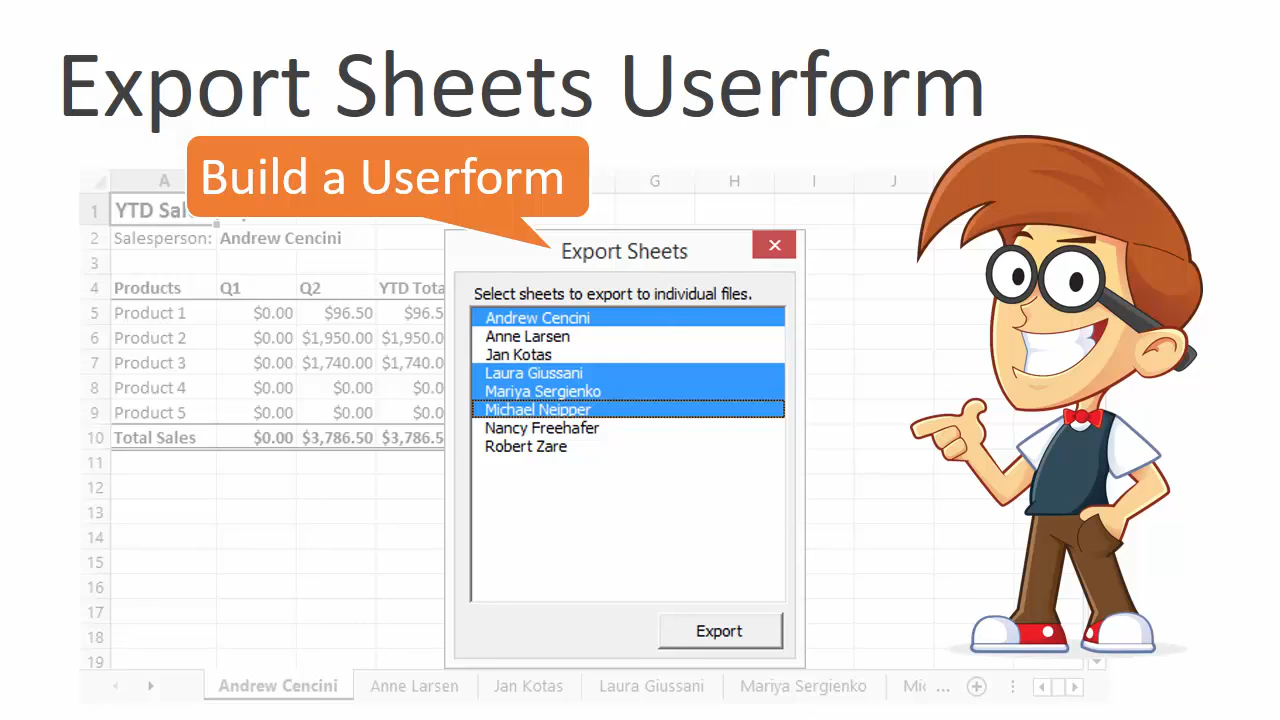 Export Sheets Userform
Build a Userform
A G H I J
1 YTD Sal
2 Salesperson: Andrew Cencini
3
4 Products Q1 Q2 YTD Tota
5 Product 1 $0.00 $96.50 $96.5
6 Product 2 $0.00 $1,950.00 $1,950.0
7 Product 3 $0.00 $1,740.00 $1,740.0
8 Product 4 $0.00 $0.00 $0.0
9 Product 5 $0.00 $0.00 $0.0
10 Total Sales $0.00 $3,786.50 $3,786.5
11
12
13
14
15
16
17
18
19
Export Sheets
Select sheets to export to individual files.
Andrew Cencini
Anne Larsen
Jan Kotas
Laura Giussani
Mariya Sergienko
Michael Neipper
Nancy Freehafer
Robert Zare
Export
Andrew Cencini Anne Larsen Jan Kotas Laura Giussani Mariya Sergienko Mic ...